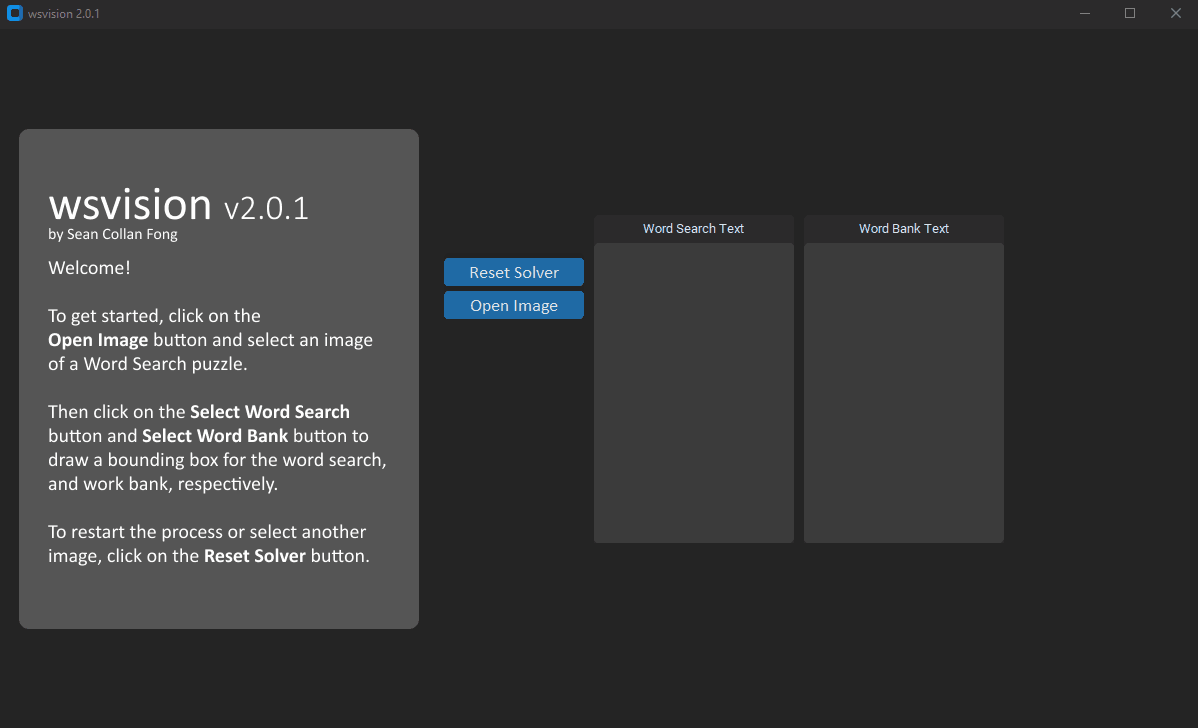 wsvision 2.0.1
wsvision v2.0.1
by Sean Collan Fong
Welcome!
To get started, click on the
Open Image button and select an image
of a Word Search puzzle.
Then click on the Select Word Search
button and Select Word Bank button to
draw a bounding box for the word search,
and work bank, respectively.
To restart the process or select another
image, click on the Reset Solver button.
Reset Solver
Open Image
Word Search Text
Word Bank Text